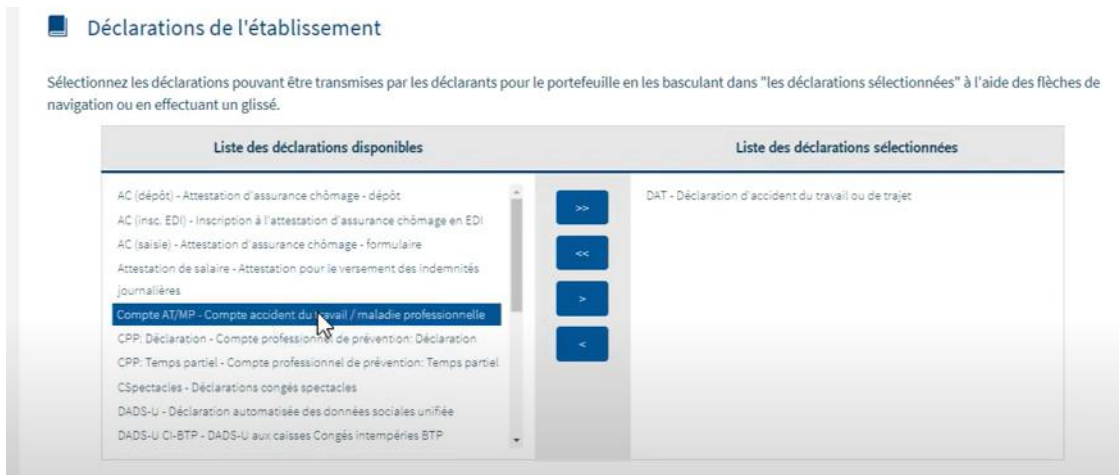 Déclarations de l'établissement
Sélectionnez les déclarations pouvant être transmises par les déclarants pour le portefeuille en les basculant dans "les déclarations sélectionnées" à l'aide des flèches de
navigation ou en effectuant un glissé.
Liste des déclarations disponibles
AC (dépôt) - Attestation d'assurance chômage - dépôt
AC (insc. EDI) - Inscription à l'attestation d'assurance chômage en EDI
AC (saisie) - Attestation d'assurance chômage - formulaire
Attestation de salaire - Attestation pour le versement des indemnités
journalières
Compte AT/MP - Compte accident du travail / maladie professionnelle
CPP: Déclaration - Compte professionnel de prévention: Déclaration
CPP: Temps partiel - Compte professionnel de prévention: Temps partiel
CSpectacles - Déclarations congés spectacles
DADS-U - Déclaration automatisée des données sociales unifiée
DADS-U CI-BTP - DADS-U aux caisses Congés intempéries BTP
>>
<<
>
<
Liste des déclarations sélectionnées
DAT - Déclaration d'accident du travail ou de trajet